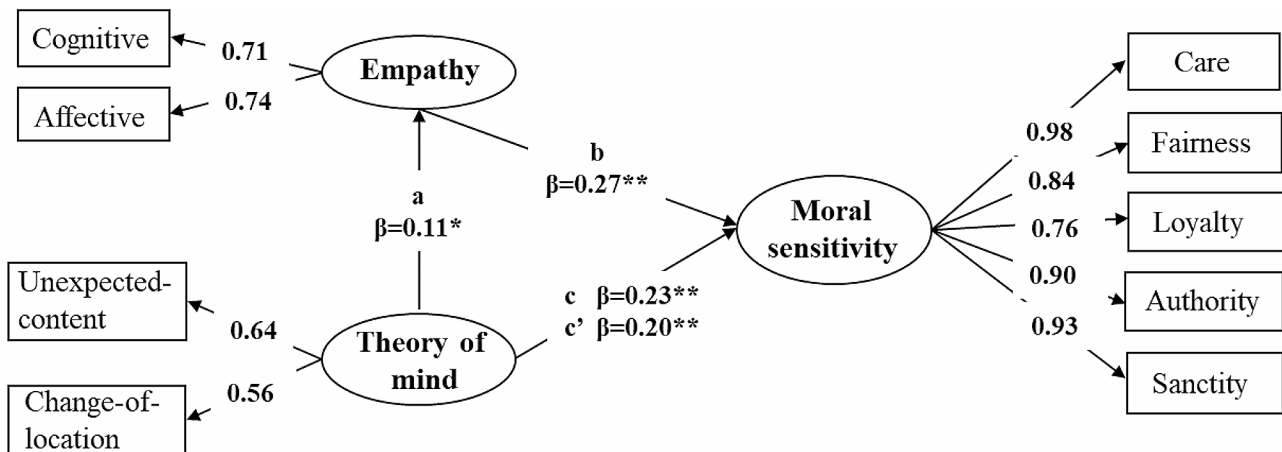 Cognitive
0.71
Affective
0.74
Empathy
a
β=0.11*
b
β=0.27**
Unexpected-
content
0.64
Change-of-
location
0.56
Theory of
mind
c β=0.23**
c’ β=0.20**
Moral
sensitivity
0.98
0.84
0.76
0.90
0.93
Care
Fairness
Loyalty
Authority
Sanctity